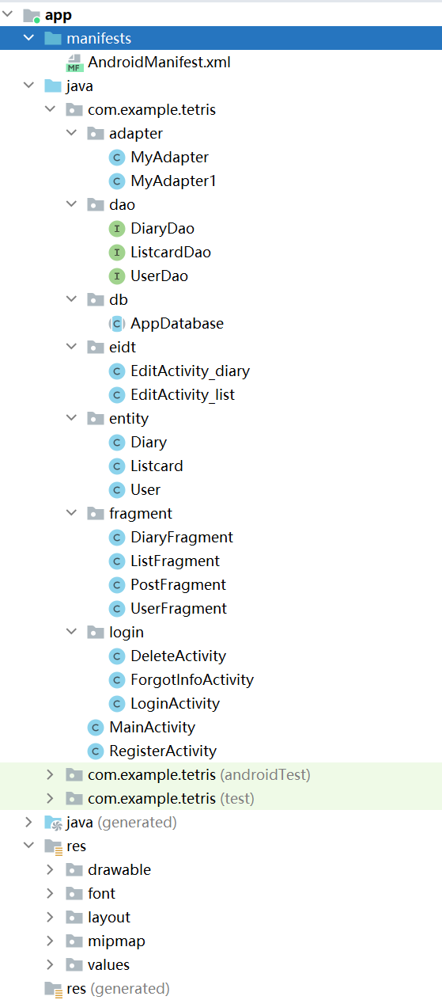 app
manifests
MF AndroidManifest.xml
java
com.example.tetris
adapter
C MyAdapter
C MyAdapter1
dao
I DiaryDao
I ListcardDao
I UserDao
db
C AppDatabase
eidt
C EditActivity_diary
C EditActivity_list
entity
C Diary
C Listcard
C User
fragment
C DiaryFragment
C ListFragment
C PostFragment
C UserFragment
login
C DeleteActivity
C ForgotInfoActivity
C LoginActivity
C MainActivity
C RegisterActivity
com.example.tetris (androidTest)
com.example.tetris (test)
java (generated)
res
drawable
font
layout
mipmap
values
res (generated)